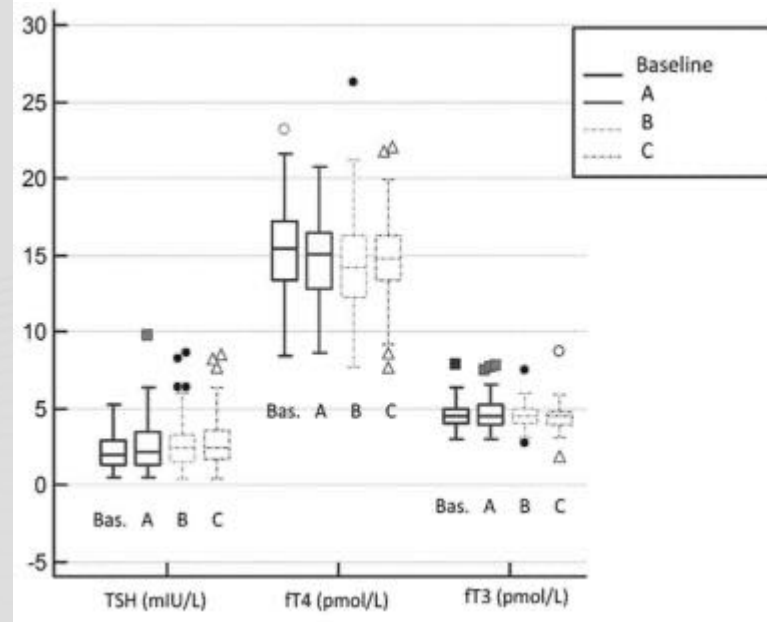 30
25
20
15
10
5
0
-5
Baseline
A
B
C
Bas. A B C
Bas. A B C
Bas. A B C
TSH (mIU/L) fT4 (pmol/L) fT3 (pmol/L)